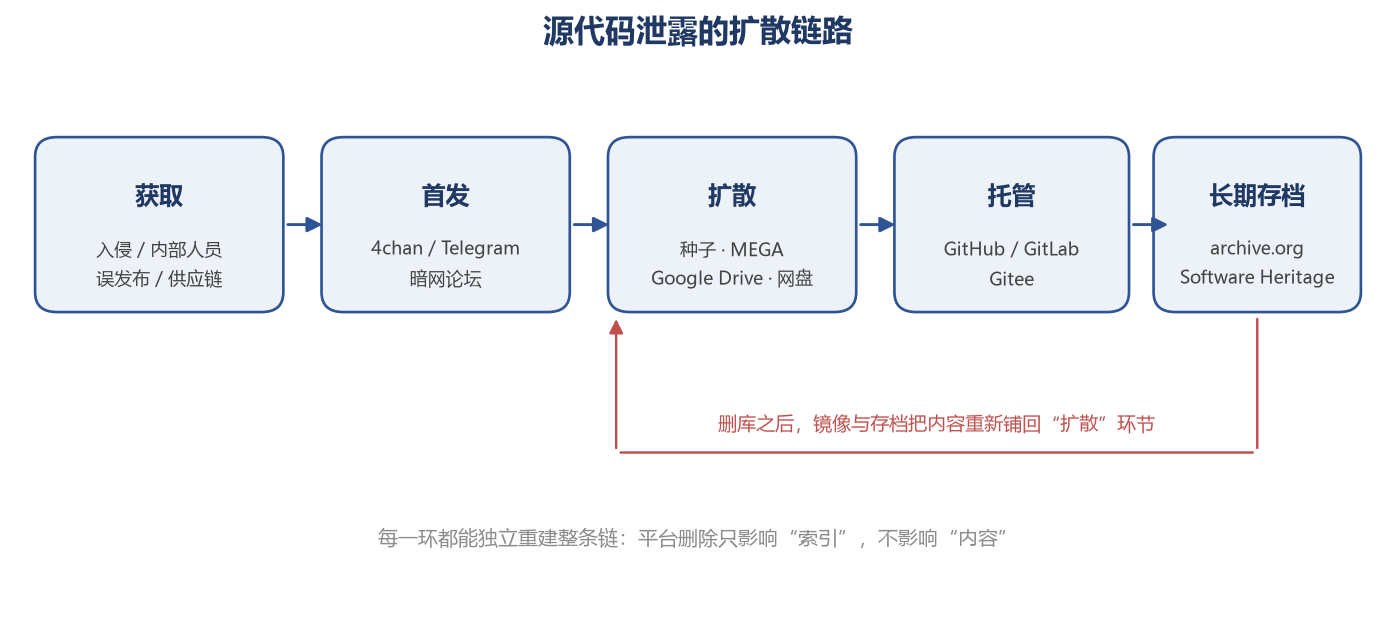 源代码泄露的扩散链路
获取
入侵 / 内部人员
误发布 / 供应链
首发
4chan / Telegram
暗网论坛
扩散
种子 · MEGA
Google Drive · 网盘
托管
GitHub / GitLab
Gitee
长期存档
archive.org
Software Heritage
删库之后，镜像与存档把内容重新铺回“扩散”环节
每一环都能独立重建整条链：平台删除只影响“索引”，不影响“内容”